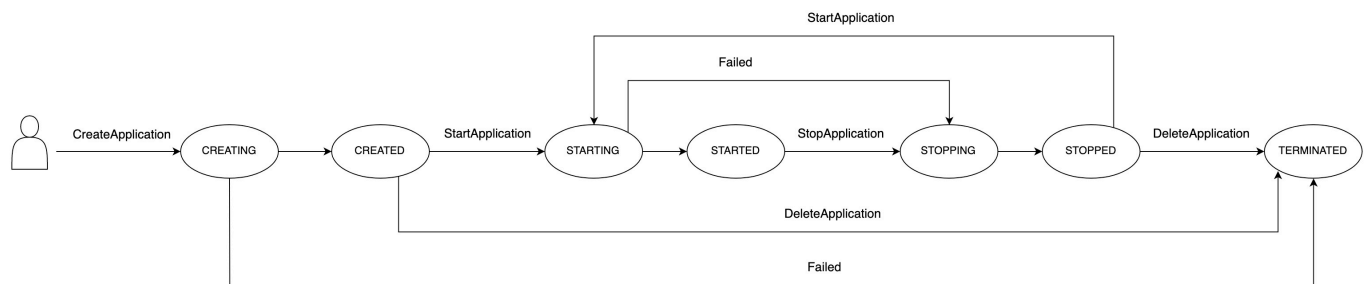 StartApplication
Failed
CreateApplication
StartApplication
StopApplication
DeleteApplication
CREATING
CREATED
STARTING
STARTED
STOPPING
STOPPED
TERMINATED
DeleteApplication
Failed